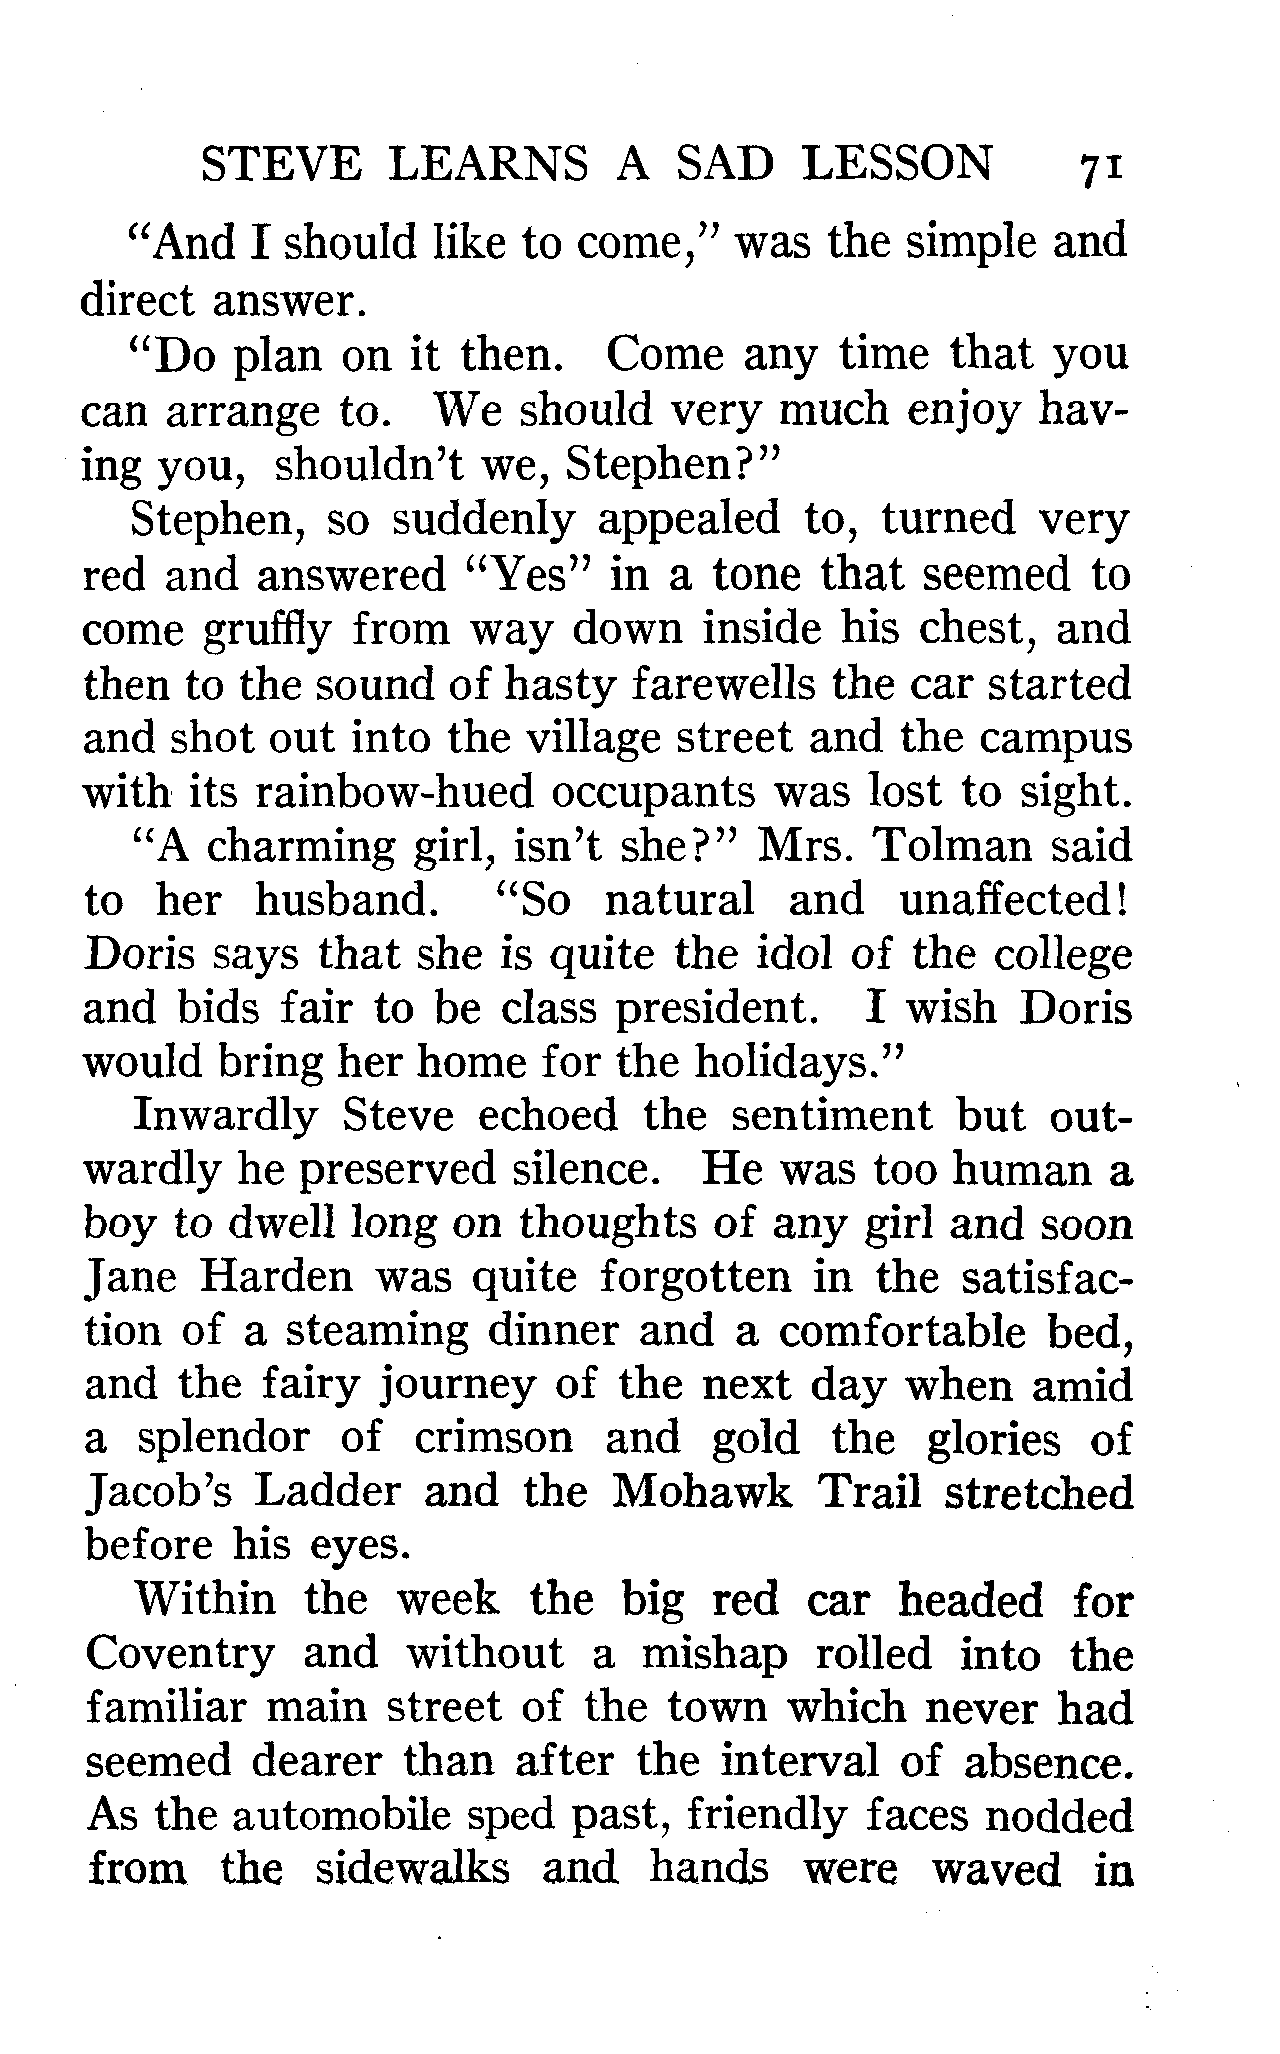 STEVE LEARNS A SAD LESSON 71
“And I should like to come,” was the simple and
direct answer.
“Do plan on it then. Come any time that you
can arrange to. We should very much enjoy hav-
ing you, shouldn’t we, Stephen?”
Stephen, so suddenly appealed to, turned very
red and answered “Yes” in a tone that seemed to
come gruffly from way down inside his chest, and
then to the sound of hasty farewells the car started
and shot out into the village street and the campus
with its rainbow-hued occupants was lost to sight.
“A charming girl, isn’t she?” Mrs. Tolman said
to her husband. “So natural and unaffected!
Doris says that she is quite the idol of the college
and bids fair to be class president. I wish Doris
would bring her home for the holidays.”
Inwardly Steve echoed the sentiment but out-
wardly he preserved silence. He was too human a
boy to dwell long on thoughts of any girl and soon
Jane Harden was quite forgotten in the satisfac-
tion of a steaming dinner and a comfortable bed,
and the fairy journey of the next day when amid
a splendor of crimson and gold the glories of
Jacob’s Ladder and the Mohawk Trail stretched
before his eyes.
Within the week the big red car headed for
Coventry and without a mishap rolled into the
familiar main street of the town which never had
seemed dearer than after the interval of absence.
As the automobile sped past, friendly faces nodded
from the sidewalks and hands were waved in